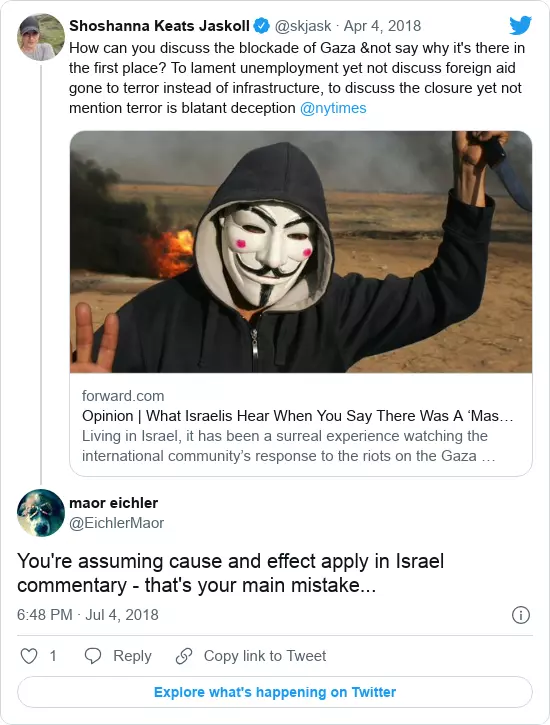 Shoshanna Keats Jaskoll @skjask · Apr 4, 2018
How can you discuss the blockade of Gaza &not say why it's there in
the first place? To lament unemployment yet not discuss foreign aid
gone to terror instead of infrastructure, to discuss the closure yet not
mention terror is blatant deception @nytimes
forward.com
Opinion | What Israelis Hear When You Say There Was A ‘Mas…
Living in Israel, it has been a surreal experience watching the
international community’s response to the riots on the Gaza …
maor eichler
@EichlerMaor
You're assuming cause and effect apply in Israel
commentary - that's your main mistake...
6:48 PM · Jul 4, 2018
1 Reply Copy link to Tweet
Explore what's happening on Twitter